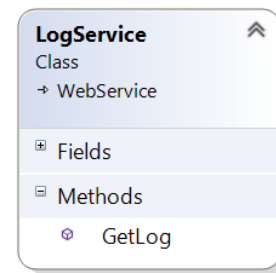 LogService
Class
WebService
Fields
Methods
GetLog